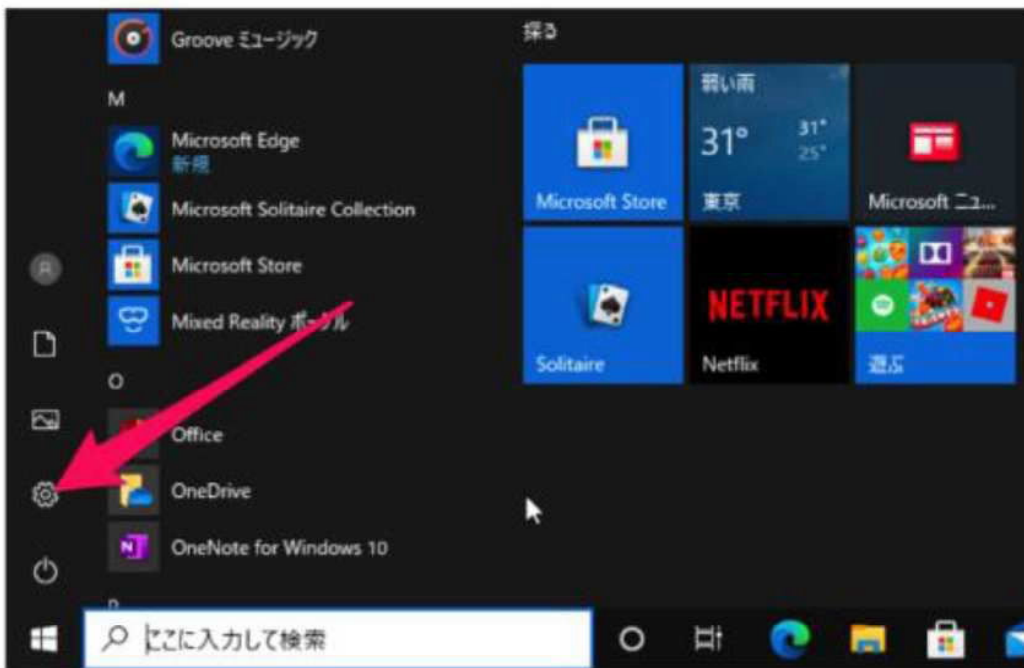 Groove ミュージック
M
Microsoft Edge
新規
Microsoft Solitaire Collection
Microsoft Store
Mixed Reality ポータル
O
Office
OneDrive
OneNote for Windows 10
P
探る
Microsoft Store
弱い雨
31°
31°
25°
東京
Microsoft ニュ...
Solitaire
NETFLIX
Netflix
遊ぶ
ここに入力して検索